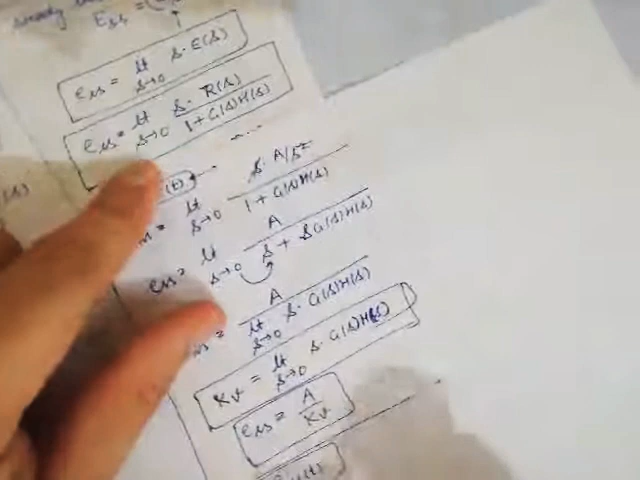 steady
Ess =
ess = lt s→0 s·E(s)
ess = lt s→0 s·R(s) / 1+G(s)H(s)
(t)
= lt s→0 s·A/s² / 1+G(s)H(s)
ess = lt s→0 A / s + sG(s)H(s)
= A / lt s→0 s·G(s)H(s)
Kv = lt s→0 s·G(s)H(s)
ess = A / Kv